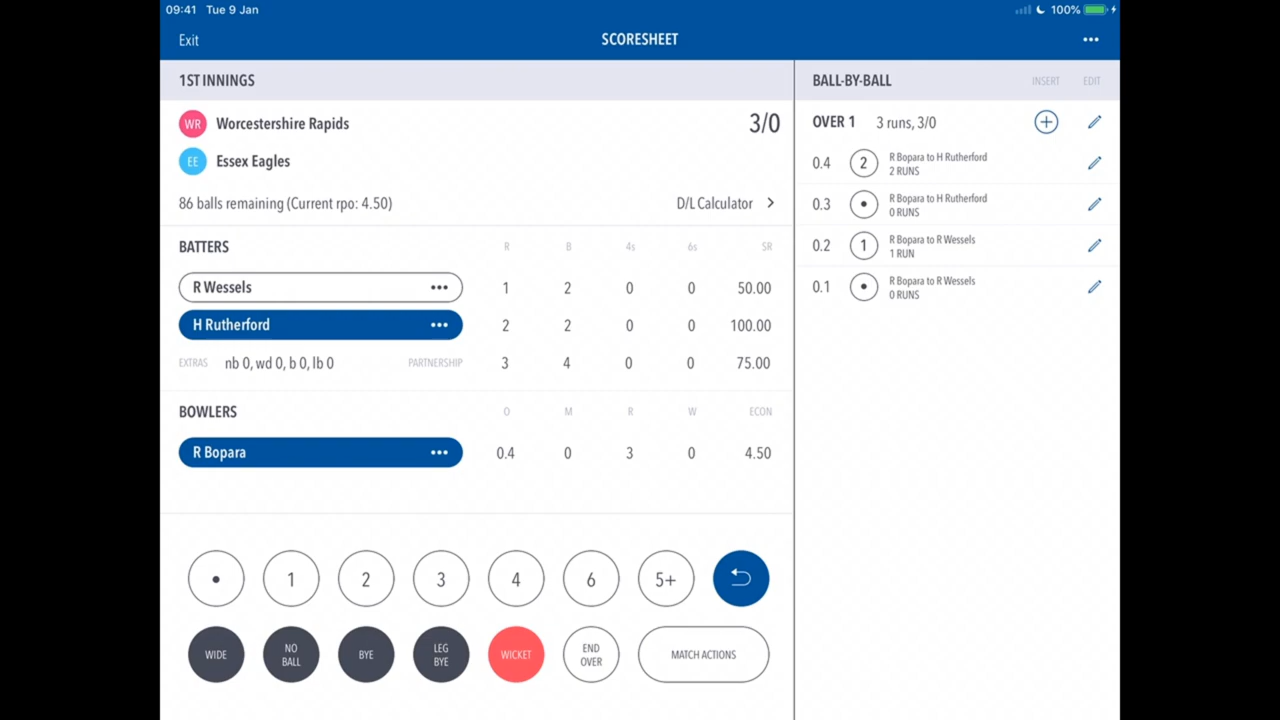 09:41 Tue 9 Jan 100%
Exit SCORESHEET •••
1ST INNINGS
WR Worcestershire Rapids 3/0
EE Essex Eagles
86 balls remaining (Current rpo: 4.50) D/L Calculator >
BATTERS R B 4s 6s SR
R Wessels ••• 1 2 0 0 50.00
H Rutherford ••• 2 2 0 0 100.00
EXTRAS nb 0, wd 0, b 0, lb 0 PARTNERSHIP 3 4 0 0 75.00
BOWLERS O M R W ECON
R Bopara ••• 0.4 0 3 0 4.50
• 1 2 3 4 6 5+
WIDE NO BALL BYE LEG BYE WICKET END OVER MATCH ACTIONS
BALL-BY-BALL INSERT EDIT
OVER 1 3 runs, 3/0
0.4 2 R Bopara to H Rutherford
2 RUNS
0.3 • R Bopara to H Rutherford
0 RUNS
0.2 1 R Bopara to R Wessels
1 RUN
0.1 • R Bopara to R Wessels
0 RUNS